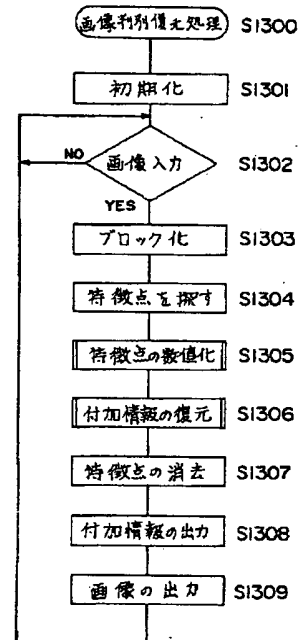 画像判別復元処理 S1300
初期化 S1301
画像入力 S1302
NO
YES
ブロック化 S1303
特徴点を探す S1304
特徴点の数値化 S1305
付加情報の復元 S1306
特徴点の消去 S1307
付加情報の出力 S1308
画像の出力 S1309